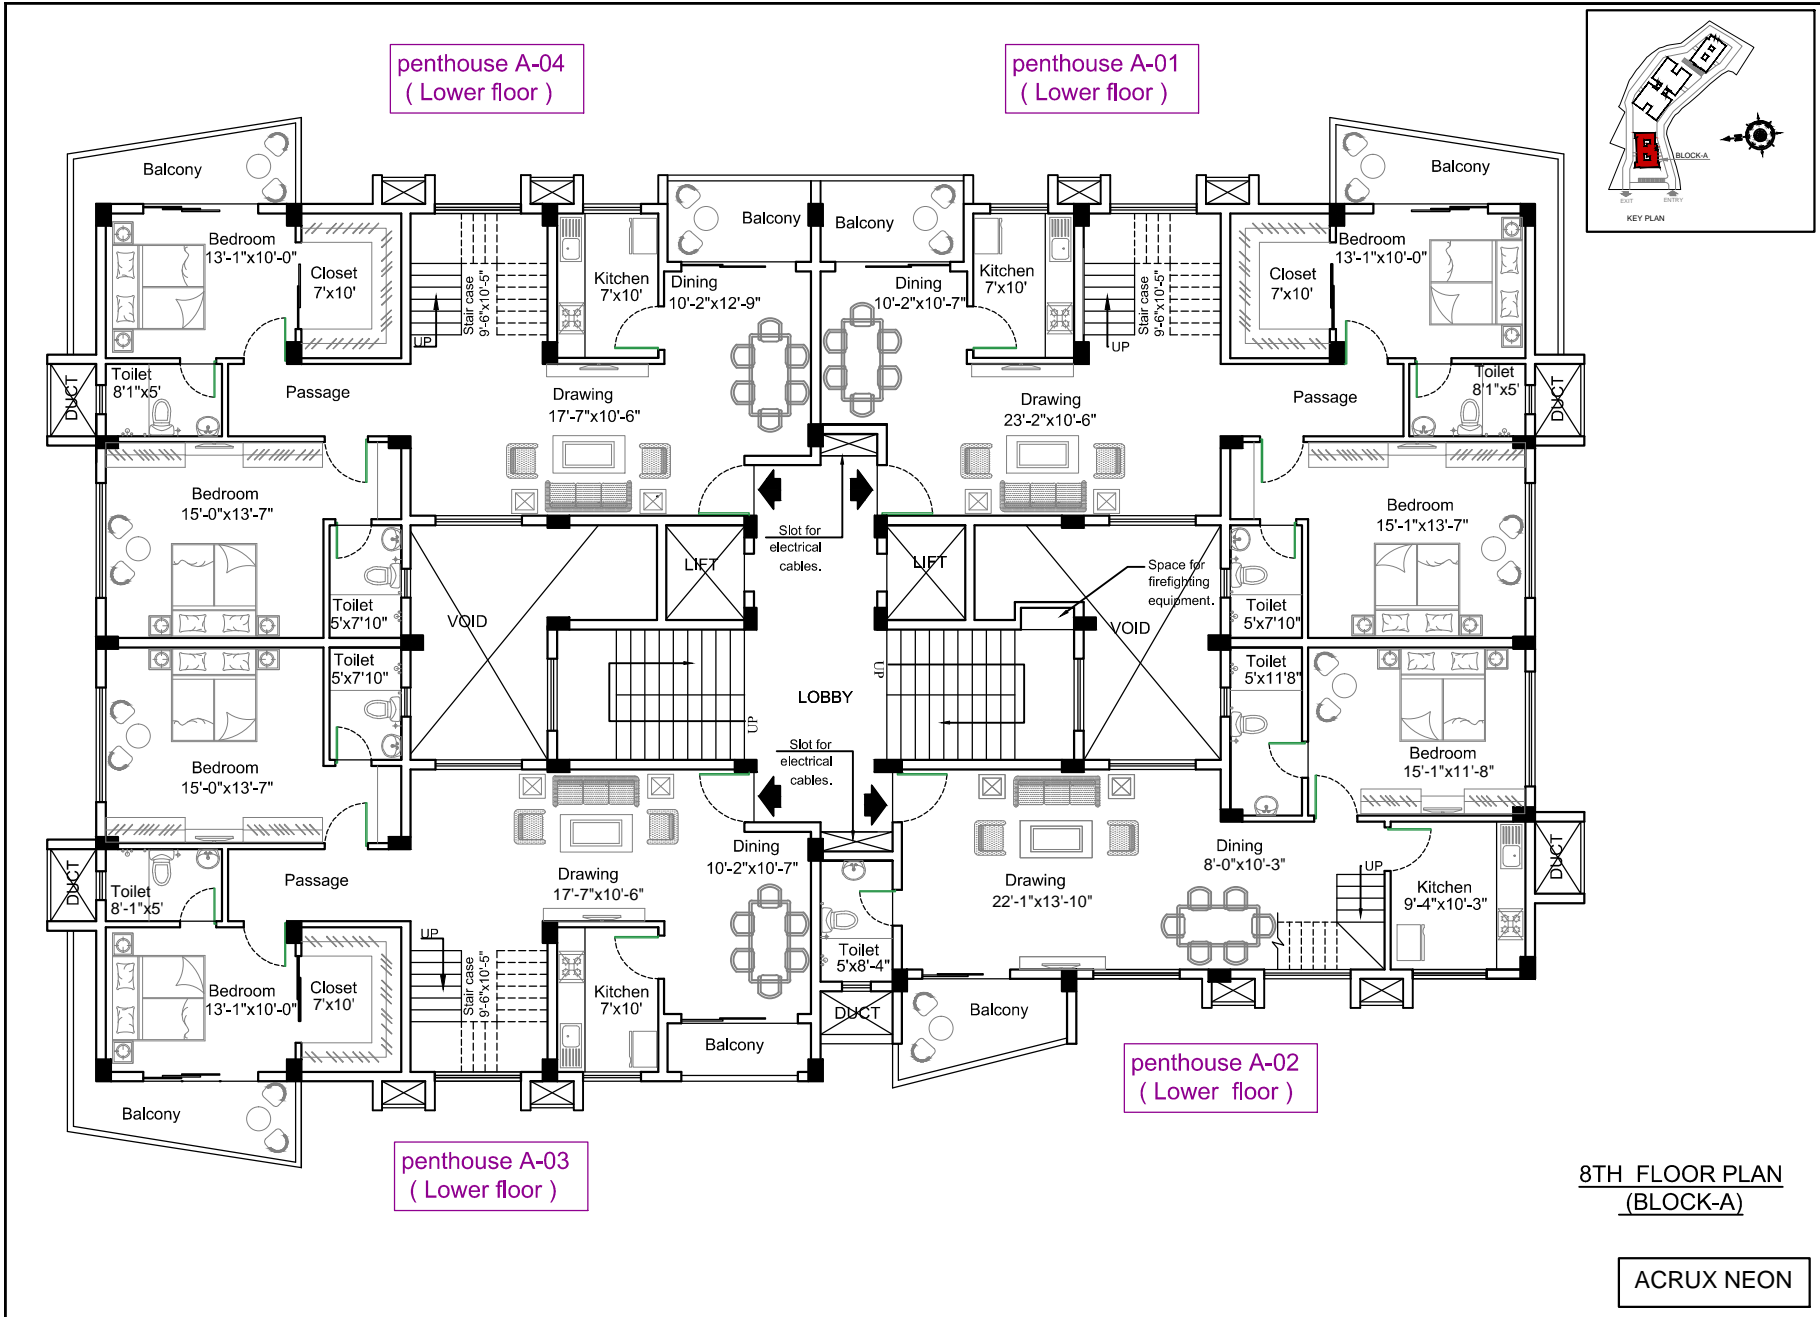 penthouse A-04
( Lower floor )
penthouse A-01
( Lower floor )
BLOCK-A
EXIT
ENTRY
KEY PLAN
Balcony
Balcony
Balcony
Balcony
Bedroom
13'-1"x10'-0"
Closet
7'x10'
Stair case
9'-6"x10'-5"
UP
Kitchen
7'x10'
Dining
10'-2"x12'-9"
Dining
10'-2"x10'-7"
Kitchen
7'x10'
Stair case
9'-6"x10'-5"
UP
Closet
7'x10'
Bedroom
13'-1"x10'-0"
DUCT
Toilet
8'1"x5'
Passage
Drawing
17'-7"x10'-6"
Drawing
23'-2"x10'-6"
Passage
Toilet
8'1"x5'
DUCT
Bedroom
15'-0"x13'-7"
Toilet
5'x7'10"
VOID
LIFT
Slot for
electrical
cables.
LIFT
Space for
firefighting
equipment.
VOID
Toilet
5'x7'10"
Bedroom
15'-1"x13'-7"
Toilet
5'x7'10"
Bedroom
15'-0"x13'-7"
UP
LOBBY
UP
Slot for
electrical
cables.
Toilet
5'x11'8"
Bedroom
15'-1"x11'-8"
DUCT
Toilet
8'-1"x5'
Passage
Drawing
17'-7"x10'-6"
Dining
10'-2"x10'-7"
Drawing
22'-1"x13'-10"
Dining
8'-0"x10'-3"
UP
Kitchen
9'-4"x10'-3"
DUCT
Bedroom
13'-1"x10'-0"
Closet
7'x10'
UP
Stair case
9'-6"x10'-5"
Kitchen
7'x10'
Balcony
Toilet
5'x8'-4"
DUCT
Balcony
Balcony
penthouse A-02
( Lower floor )
penthouse A-03
( Lower floor )
8TH FLOOR PLAN
(BLOCK-A)
ACRUX NEON